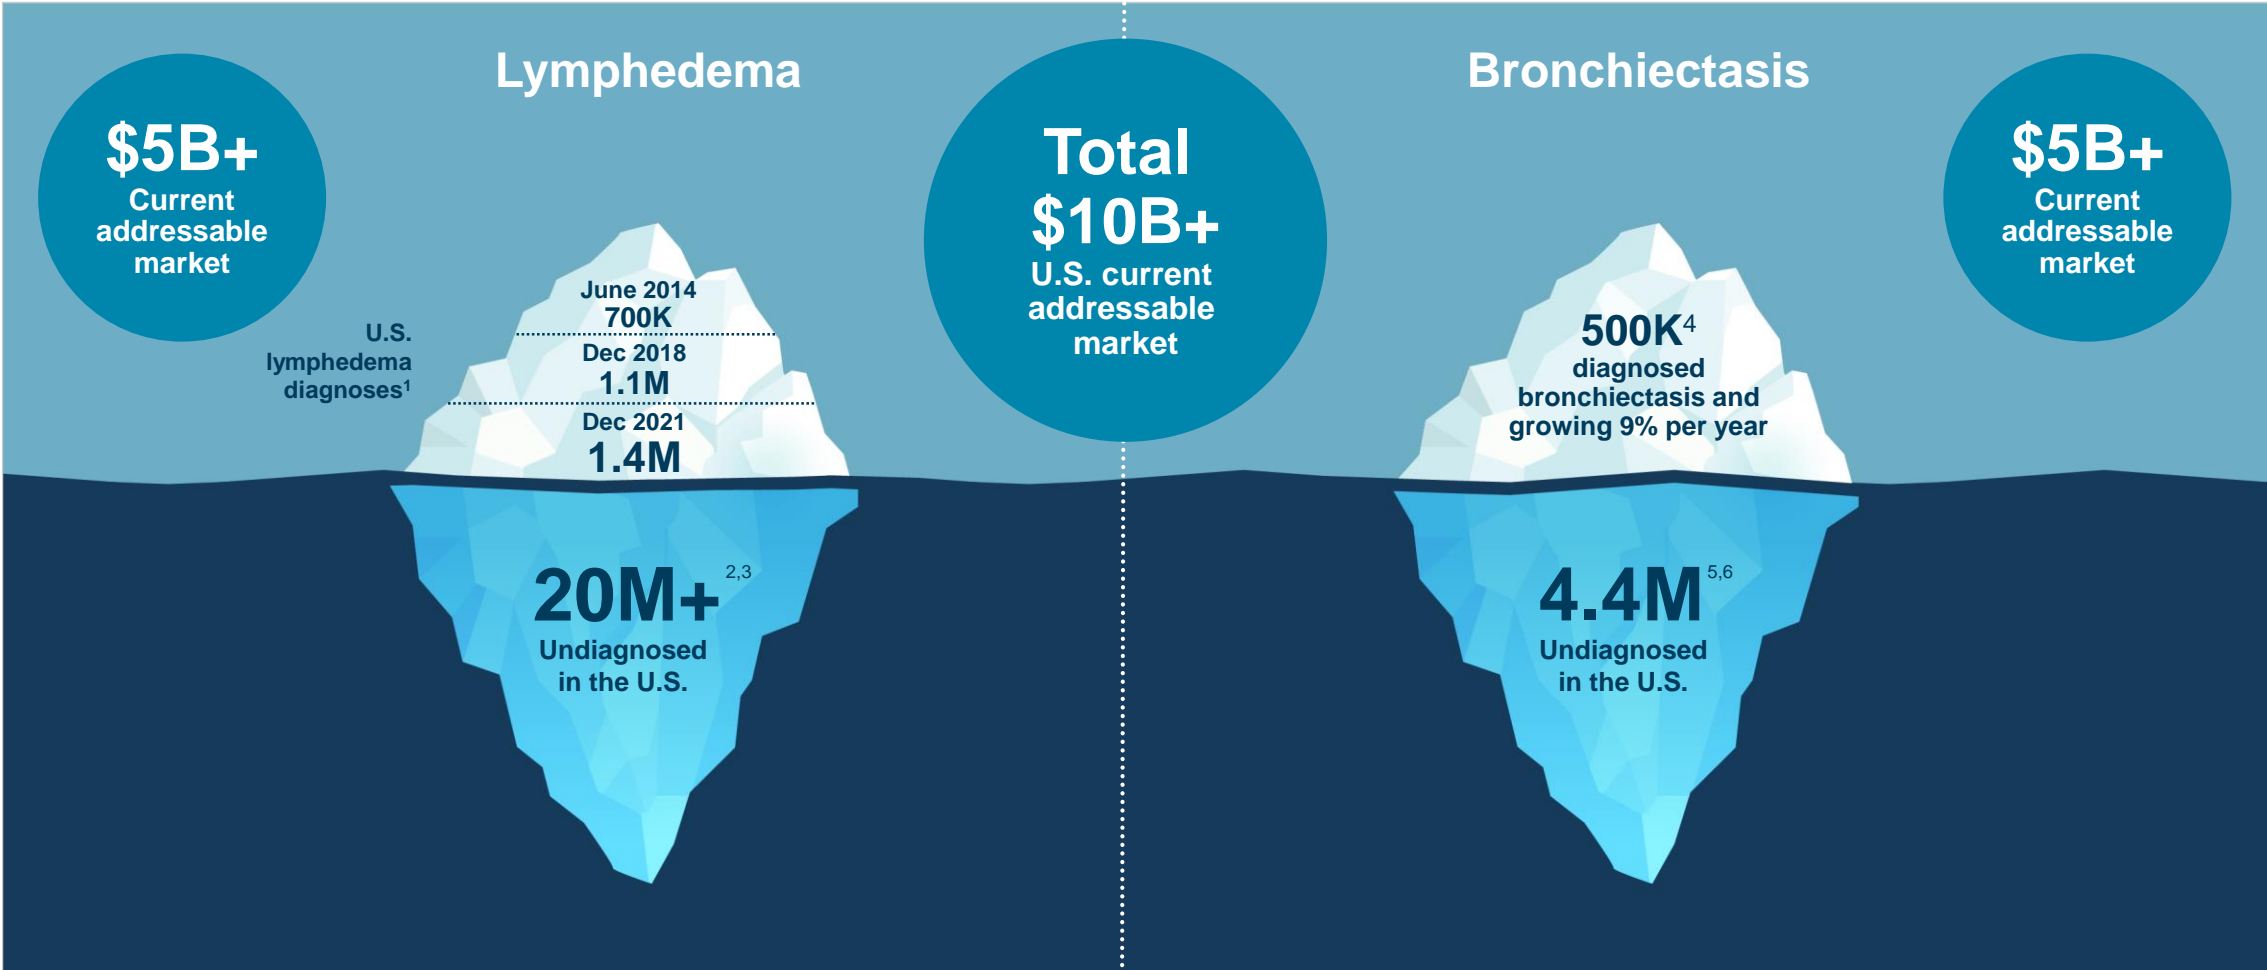 Lymphedema
$5B+
Current
addressable
market
U.S.
lymphedema
diagnoses¹
June 2014
700K
Dec 2018
1.1M
Dec 2021
1.4M
20M+ 2,3
Undiagnosed
in the U.S.
Total
$10B+
U.S. current
addressable
market
Bronchiectasis
$5B+
Current
addressable
market
500K⁴
diagnosed
bronchiectasis and
growing 9% per year
4.4M 5,6
Undiagnosed
in the U.S.